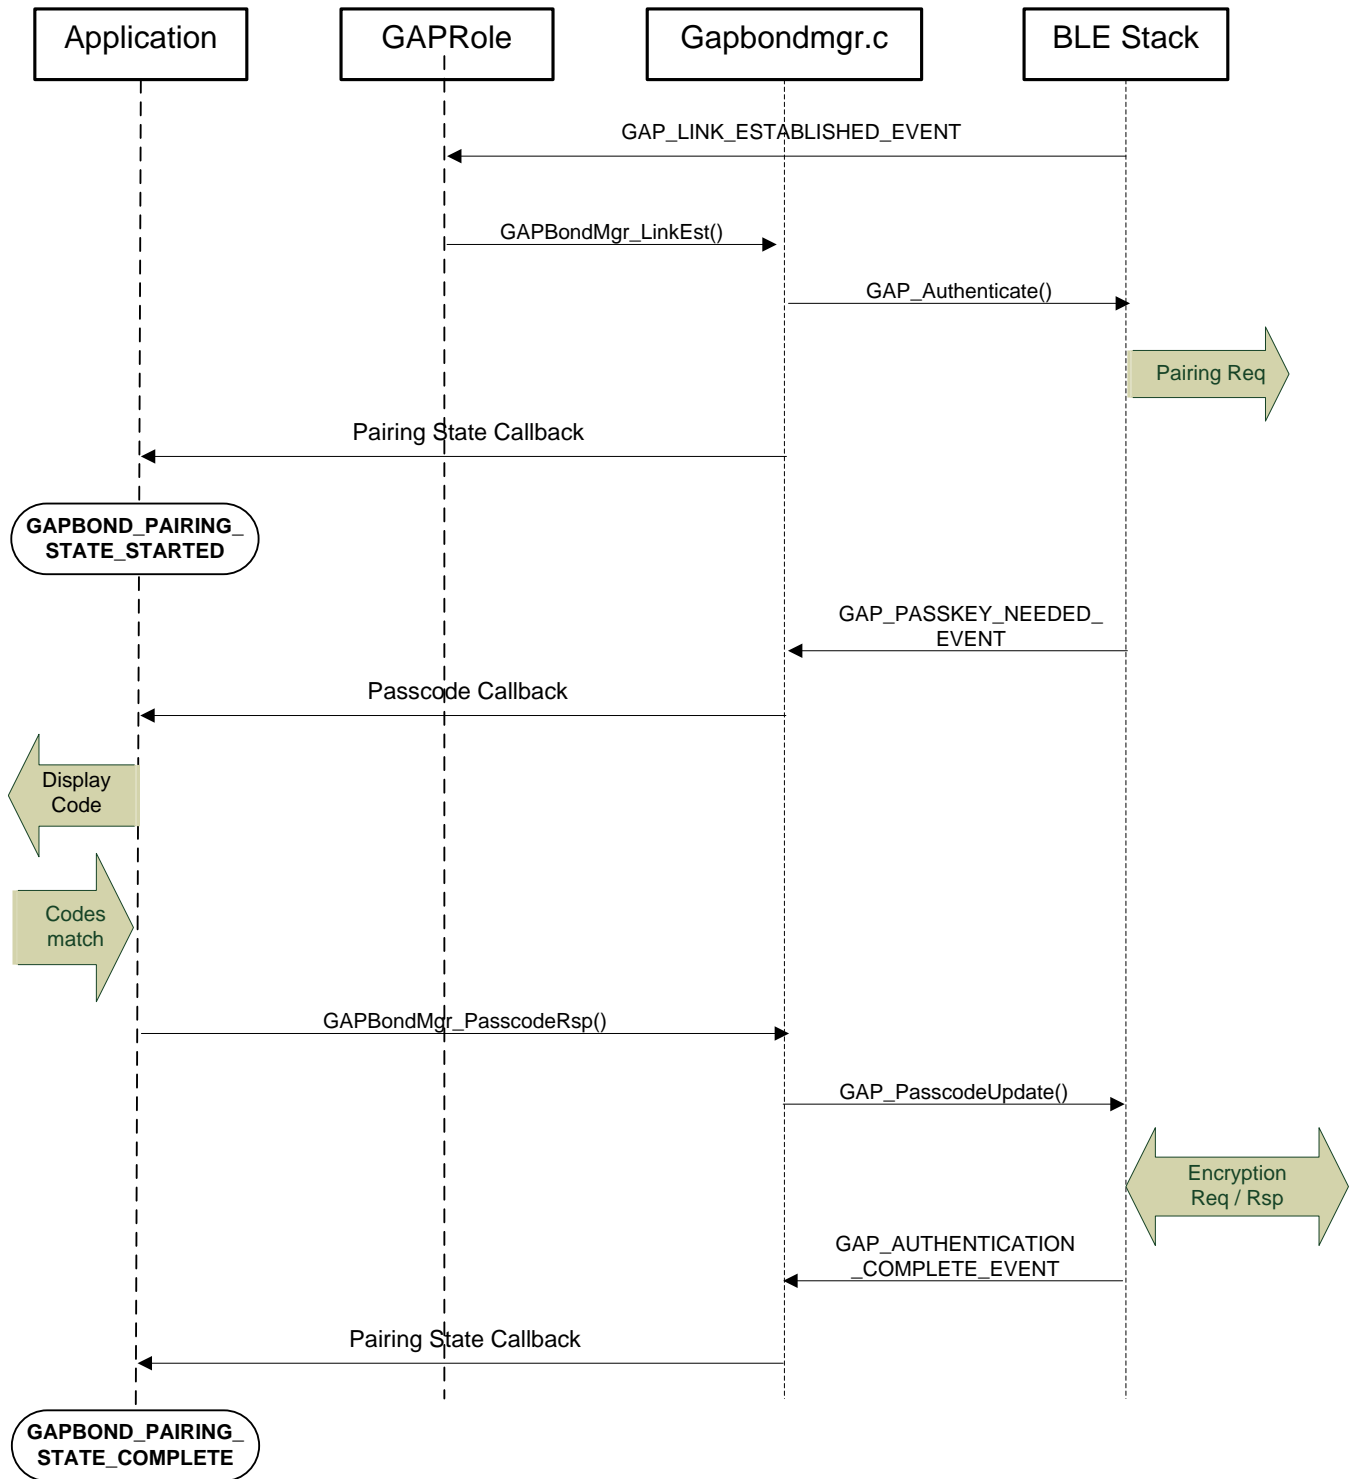 Application
GAPRole
Gapbondmgr.c
BLE Stack
GAP_LINK_ESTABLISHED_EVENT
GAPBondMgr_LinkEst()
GAP_Authenticate()
Pairing Req
Pairing State Callback
GAPBOND_PAIRING_
STATE_STARTED
GAP_PASSKEY_NEEDED_
EVENT
Passcode Callback
Display
Code
Codes
match
GAPBondMgr_PasscodeRsp()
GAP_PasscodeUpdate()
Encryption
Req / Rsp
GAP_AUTHENTICATION
_COMPLETE_EVENT
Pairing State Callback
GAPBOND_PAIRING_
STATE_COMPLETE